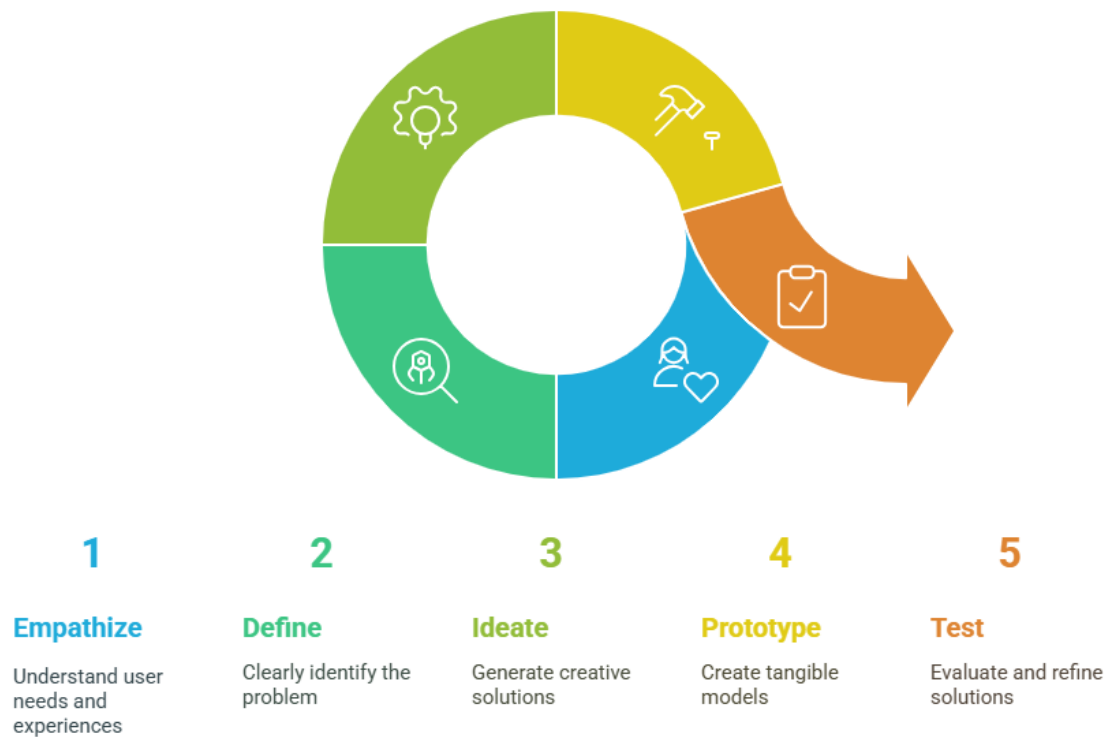 1
2
3
4
5
Empathize
Define
Ideate
Prototype
Test
Understand user
needs and
experiences
Clearly identify the
problem
Generate creative
solutions
Create tangible
models
Evaluate and refine
solutions